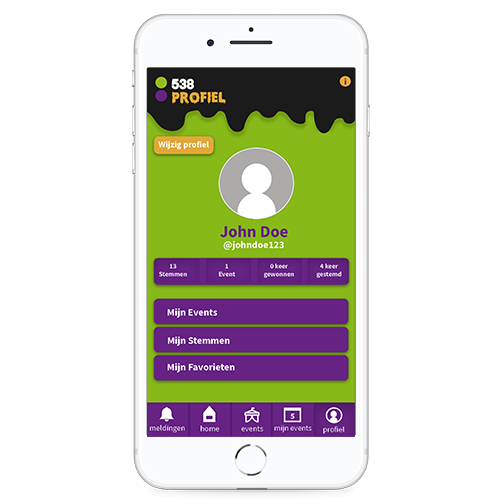 538
PROFIEL
i
Wijzig profiel
John Doe
@johndoe123
13
Stemmen
1
Event
0 keer
gewonnen
4 keer
gestemd
Mijn Events
Mijn Stemmen
Mijn Favorieten
5
meldingen
home
events
mijn events
profiel